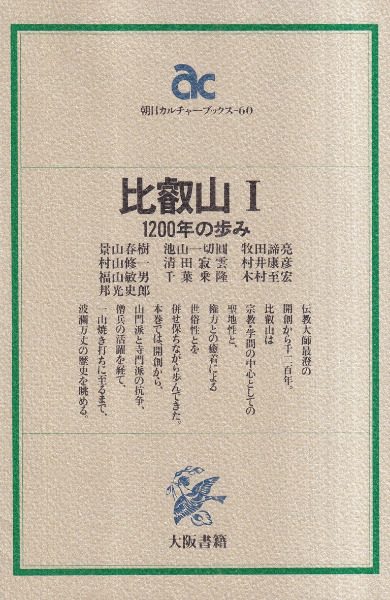 ac
朝日カルチャーブックス-60
比叡山 I
1200年の歩み
景山春樹 池山一切圓 牧田諦亮
村山修一 清田寂雲 村井康彦
福山敏男 千葉乗隆 木村至宏
邦光史郎
伝教大師最澄の
開創から千二百年。
比叡山は
宗教・学問の中心としての
聖地性と、
権力との癒着による
世俗性とを
併せ保ちながら歩んできた。
本巻では、開創から、
山門派と寺門派の抗争、
僧兵の活躍を経て、
山焼き打ちに至るまで、
波瀾万丈の歴史を眺める。
大阪書籍